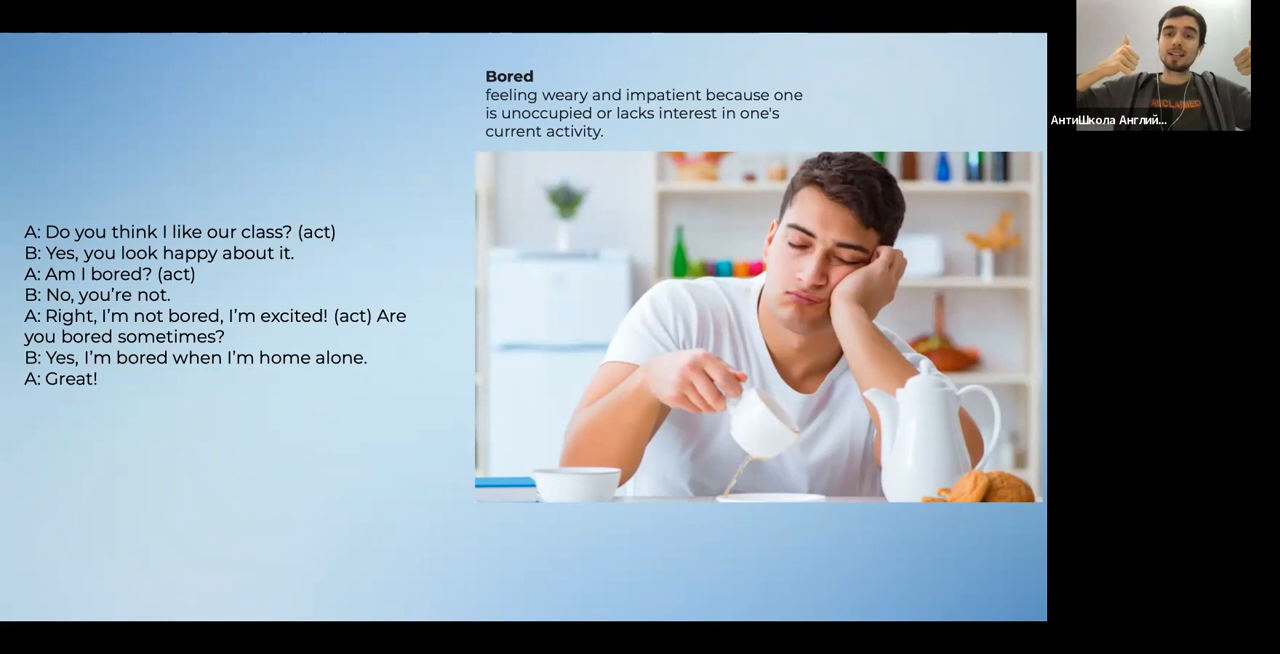 Bored
feeling weary and impatient because one
is unoccupied or lacks interest in one's
current activity.
A: Do you think I like our class? (act)
B: Yes, you look happy about it.
A: Am I bored? (act)
B: No, you’re not.
A: Right, I’m not bored, I’m excited! (act) Are
you bored sometimes?
B: Yes, I’m bored when I’m home alone.
A: Great!
RECLAIMED
АнтиШкола Англий...